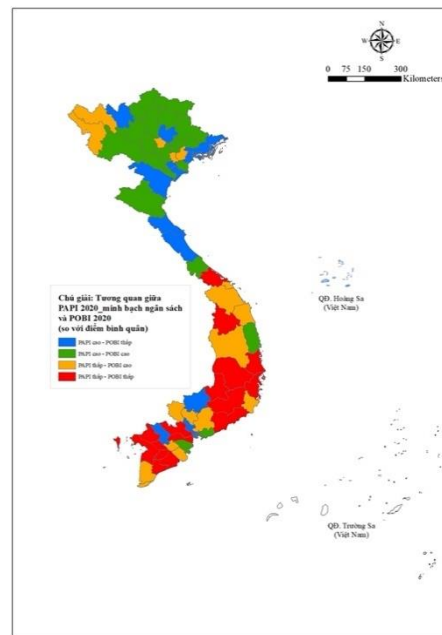 N
W E
S
0 75 150 300
Kilometers
QĐ. Hoàng Sa
(Việt Nam)
Chú giải: Tương quan giữa
PAPI 2020_minh bạch ngân sách
và POBI 2020
(so với điểm bình quân)
PAPI cao - POBI thấp
PAPI cao - POBI cao
PAPI thấp - POBI cao
PAPI thấp - POBI thấp
QĐ. Trường Sa
(Việt Nam)